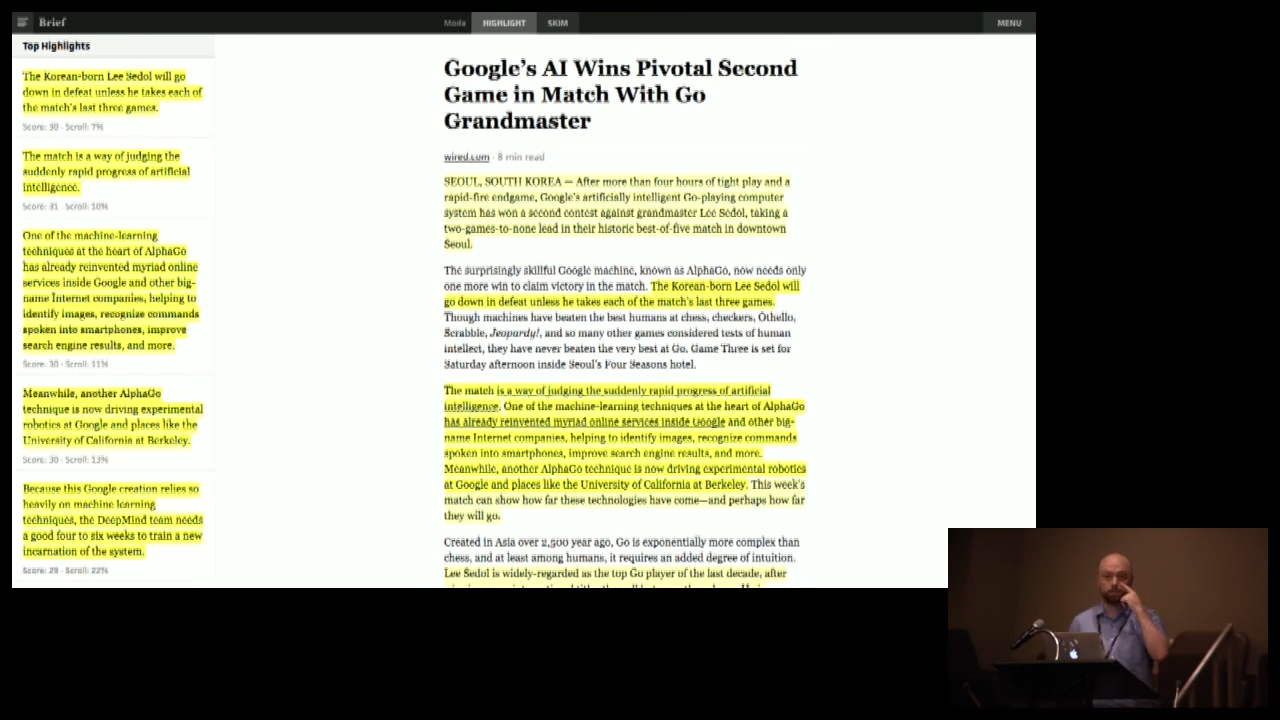 Brief
Mode
HIGHLIGHT
SKIM
MENU
Top Highlights
The Korean-born Lee Sedol will go
down in defeat unless he takes each of
the match's last three games.
Score: 30 · Scroll: 7%
The match is a way of judging the
suddenly rapid progress of artificial
intelligence.
Score: 31 · Scroll: 10%
One of the machine-learning
techniques at the heart of AlphaGo
has already reinvented myriad online
services inside Google and other big-
name Internet companies, helping to
identify images, recognize commands
spoken into smartphones, improve
search engine results, and more.
Score: 30 · Scroll: 11%
Meanwhile, another AlphaGo
technique is now driving experimental
robotics at Google and places like the
University of California at Berkeley.
Score: 30 · Scroll: 13%
Because this Google creation relies so
heavily on machine learning
techniques, the DeepMind team needs
a good four to six weeks to train a new
incarnation of the system.
Score: 29 · Scroll: 22%
Google's AI Wins Pivotal Second
Game in Match With Go
Grandmaster
wired.com · 8 min read
SEOUL, SOUTH KOREA — After more than four hours of tight play and a
rapid-fire endgame, Google's artificially intelligent Go-playing computer
system has won a second contest against grandmaster Lee Sedol, taking a
two-games-to-none lead in their historic best-of-five match in downtown
Seoul.
The surprisingly skillful Google machine, known as AlphaGo, now needs only
one more win to claim victory in the match. The Korean-born Lee Sedol will
go down in defeat unless he takes each of the match's last three games.
Though machines have beaten the best humans at chess, checkers, Othello,
Scrabble, Jeopardy!, and so many other games considered tests of human
intellect, they have never beaten the very best at Go. Game Three is set for
Saturday afternoon inside Seoul's Four Seasons hotel.
The match is a way of judging the suddenly rapid progress of artificial
intelligence. One of the machine-learning techniques at the heart of AlphaGo
has already reinvented myriad online services inside Google and other big-
name Internet companies, helping to identify images, recognize commands
spoken into smartphones, improve search engine results, and more.
Meanwhile, another AlphaGo technique is now driving experimental robotics
at Google and places like the University of California at Berkeley. This week's
match can show how far these technologies have come—and perhaps how far
they will go.
Created in Asia over 2,500 year ago, Go is exponentially more complex than
chess, and at least among humans, it requires an added degree of intuition.
Lee Sedol is widely-regarded as the top Go player of the last decade, after